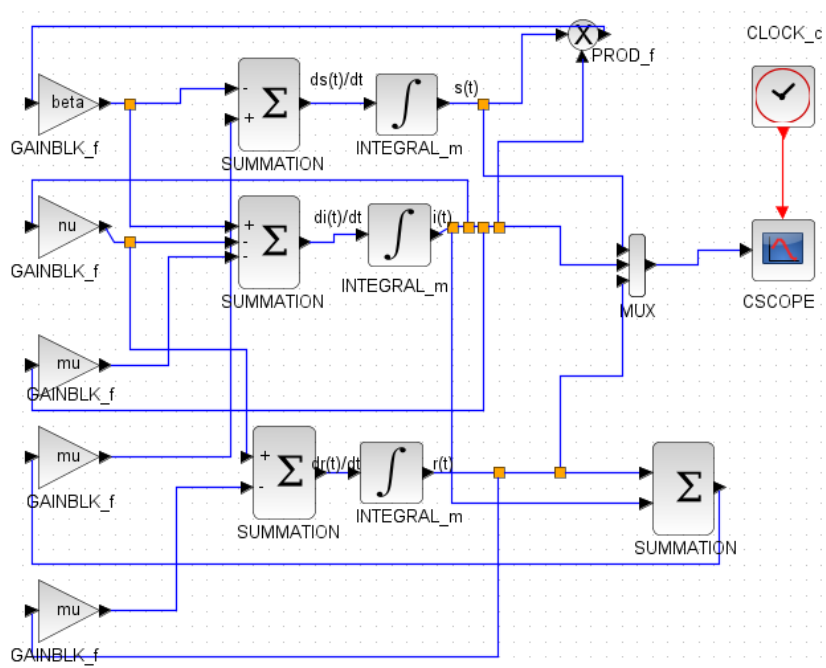 CLOCK_c
PROD_f
beta
GAINBLK_f
-
+
Σ
SUMMATION
ds(t)/dt
∫
INTEGRAL_m
s(t)
X
nu
GAINBLK_f
+
-
-
Σ
SUMMATION
di(t)/dt
∫
INTEGRAL_m
i(t)
MUX
CSCOPE
mu
GAINBLK_f
mu
GAINBLK_f
+
-
Σ
SUMMATION
dr(t)/dt
∫
INTEGRAL_m
r(t)
Σ
SUMMATION
mu
GAINBLK_f